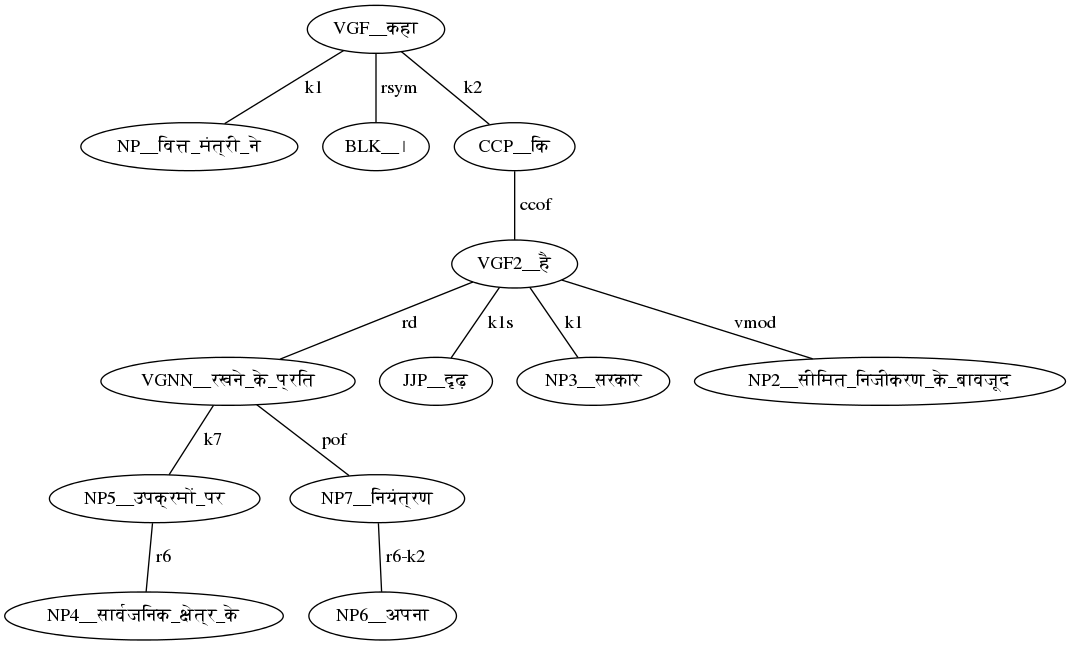 VGF__कहा
k1 rsym k2
NP__वित्त_मंत्री_ने BLK__। CCP__कि
ccof
VGF2__है
rd k1s k1 vmod
VGNN__रखने_के_प्रति JJP__दृढ़ NP3__सरकार NP2__सीमित_निजीकरण_के_बावजूद
k7 pof
NP5__उपक्रमों_पर NP7__नियंत्रण
r6 r6-k2
NP4__सार्वजनिक_क्षेत्र_के NP6__अपना